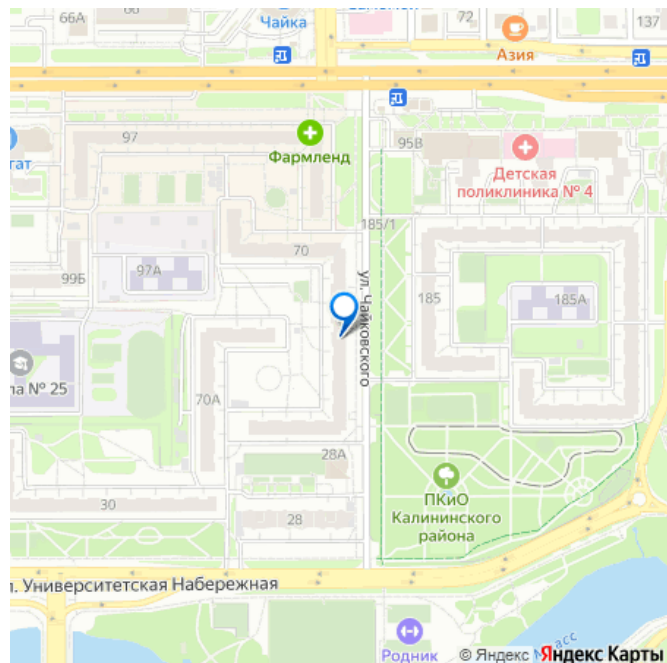 66А
Чайка
72
Азия
137
97
Фармленд
95В
Детская
поликлиника № 4
гат
185/1
70
99Б
97А
185
185А
ул. Чайковского
ла № 25
70А
28А
ПКиО
Калининского
района
30
28
л. Университетская Набережная
Родник
© Яндекс Яндекс Карты